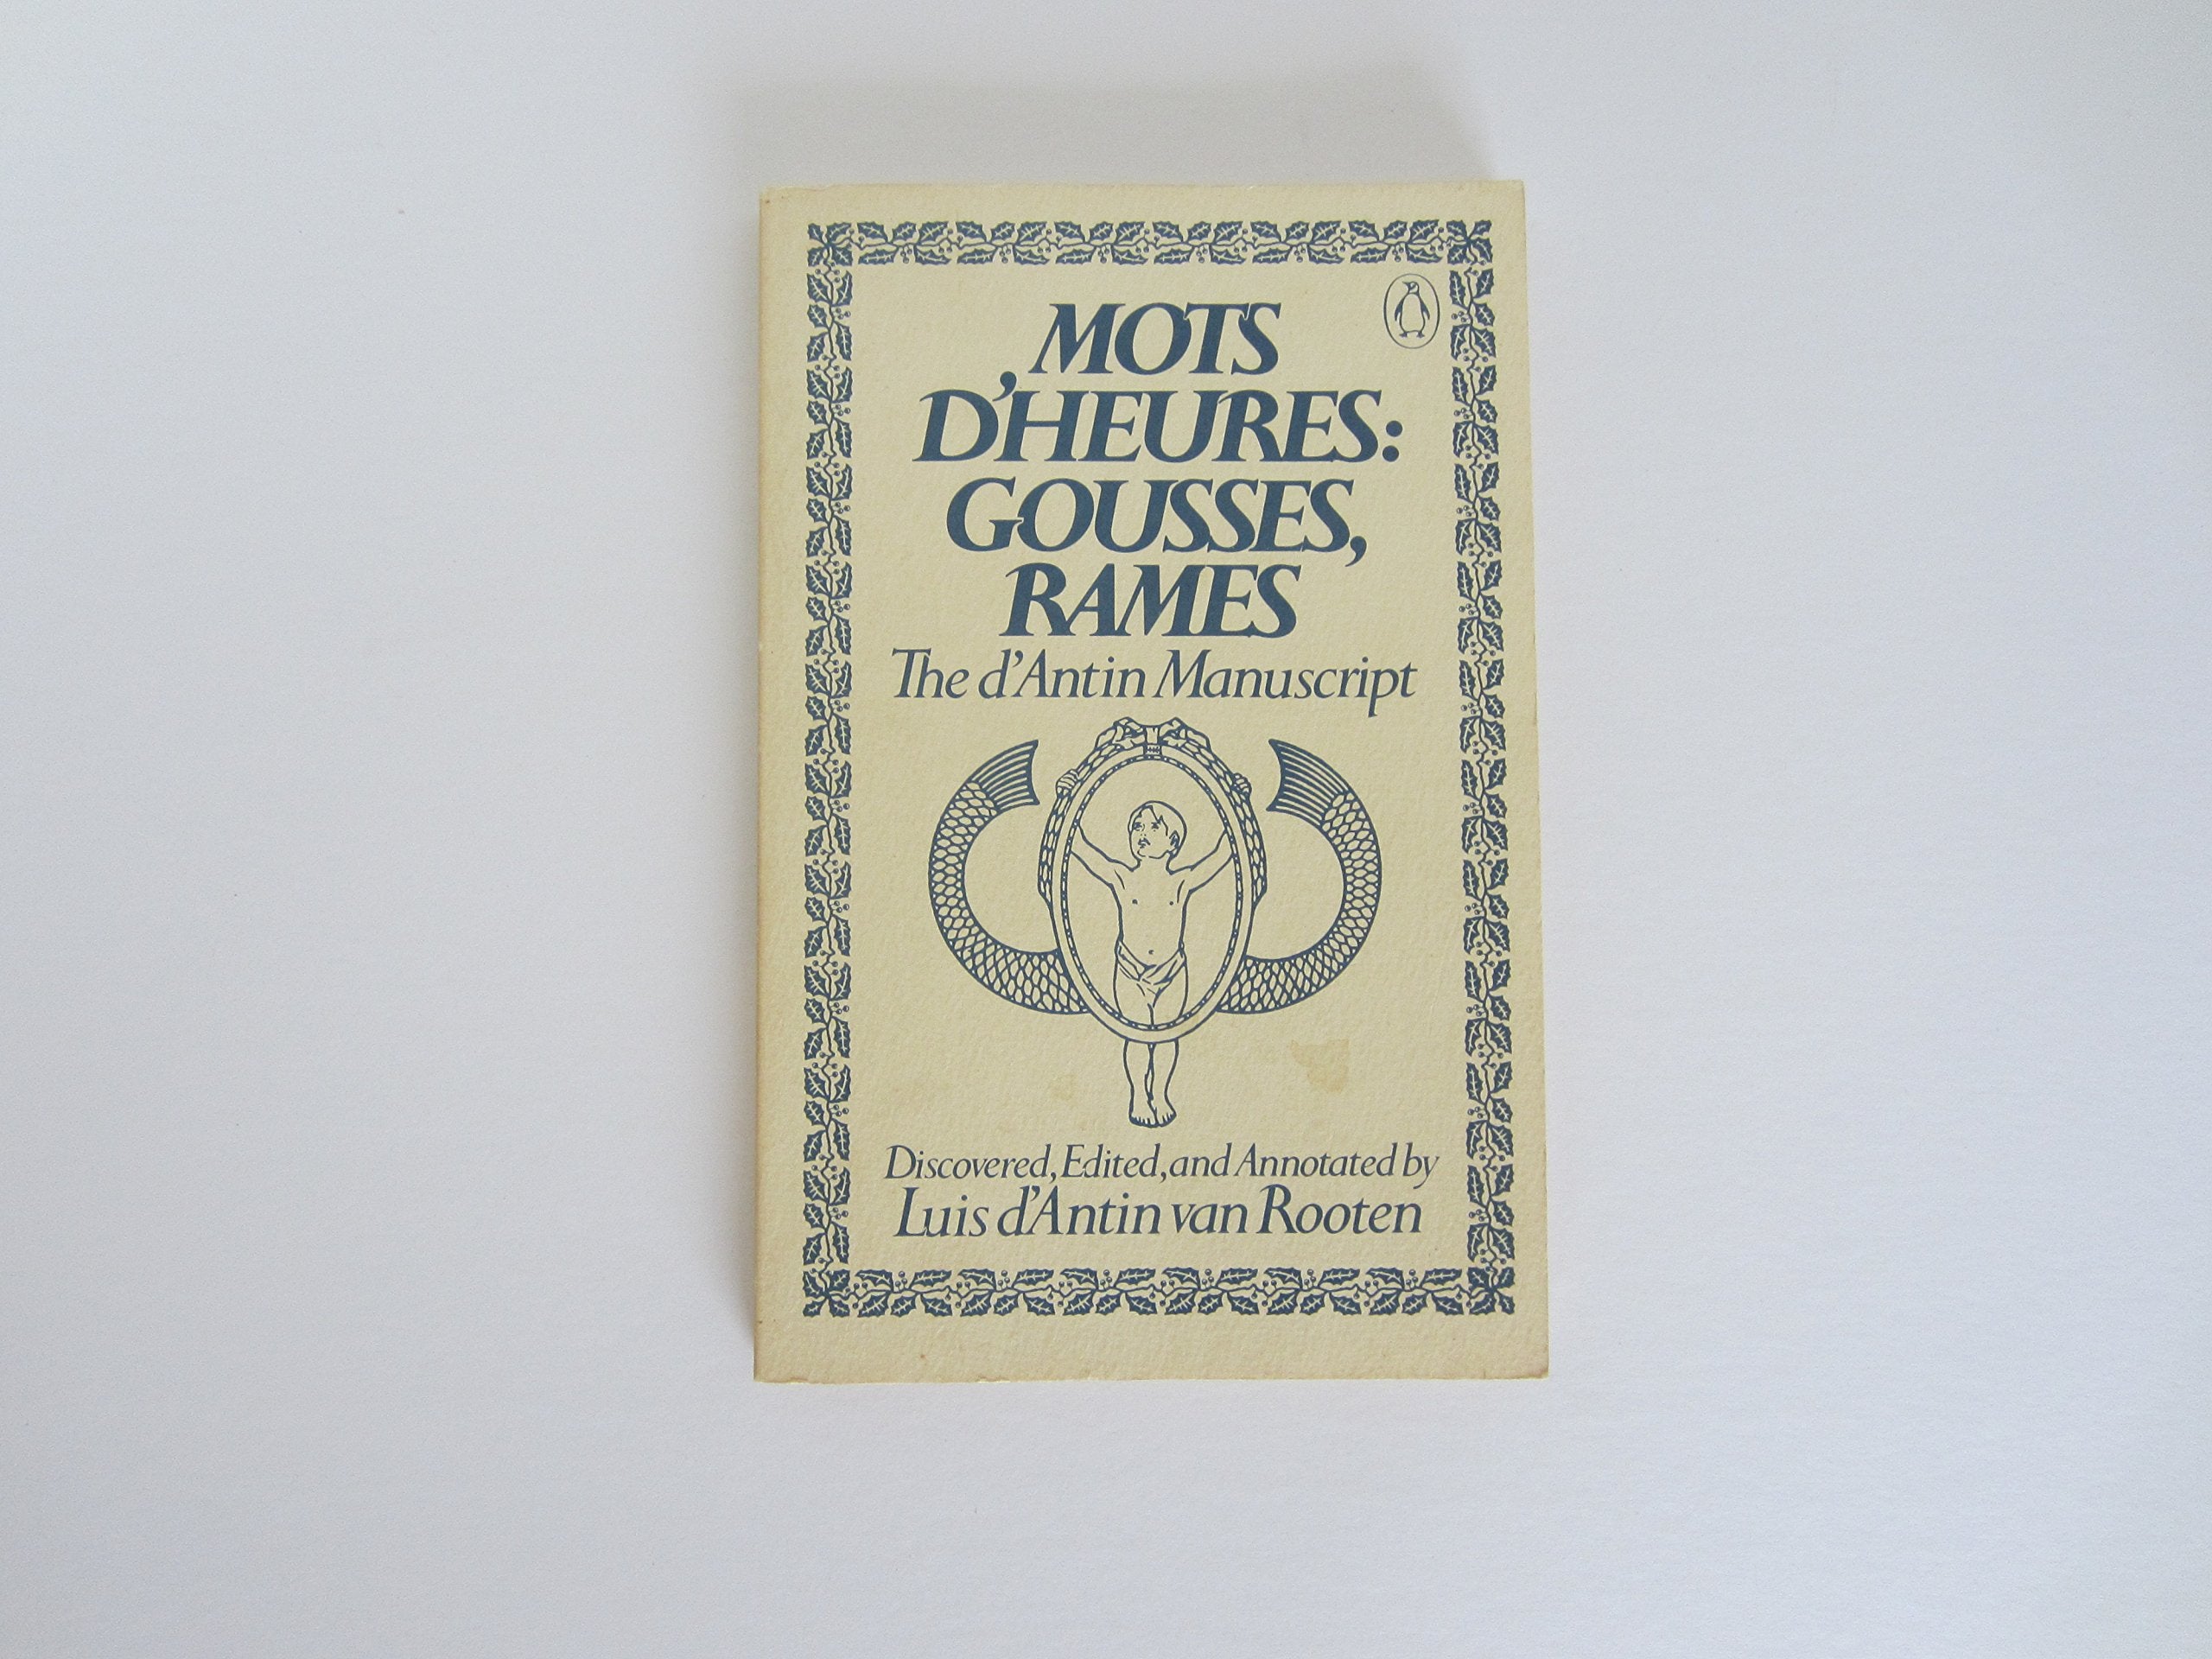 MOTS
D'HEURES:
GOUSSES,
RAMES
The d'Antin Manuscript
Discovered, Edited, and Annotated by
Luis d'Antin van Rooten